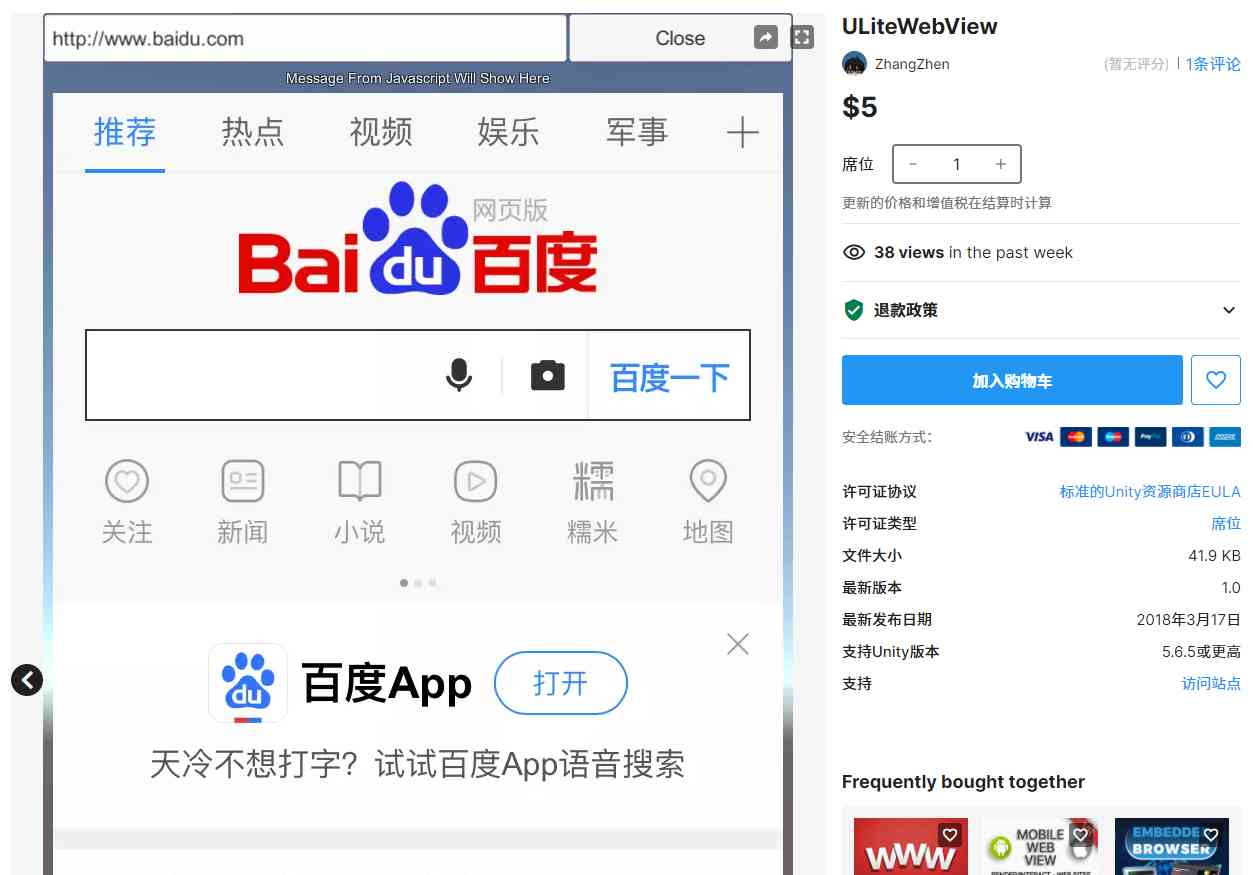 http://www.baidu.com
Close
Message From Javascript Will Show Here
推荐 热点 视频 娱乐 军事
网页版
Bai du 百度
百度一下
关注 新闻 小说 视频 糯米 地图
糯
du
百度App
打开
天冷不想打字？试试百度App语音搜索
ULiteWebView
ZhangZhen
(暂无评分) | 1条评论
$5
席位 - 1 +
更新的价格和增值税在结算时计算
38 views in the past week
退款政策
加入购物车
安全结账方式：
VISA
PayPal
许可证协议 标准的Unity资源商店EULA
许可证类型 席位
文件大小 41.9 KB
最新版本 1.0
最新发布日期 2018年3月17日
支持Unity版本 5.6.5或更高
支持 访问站点
Frequently bought together
WWW
MOBILE
WEB
VIEW
EMBEDDED
BROWSER